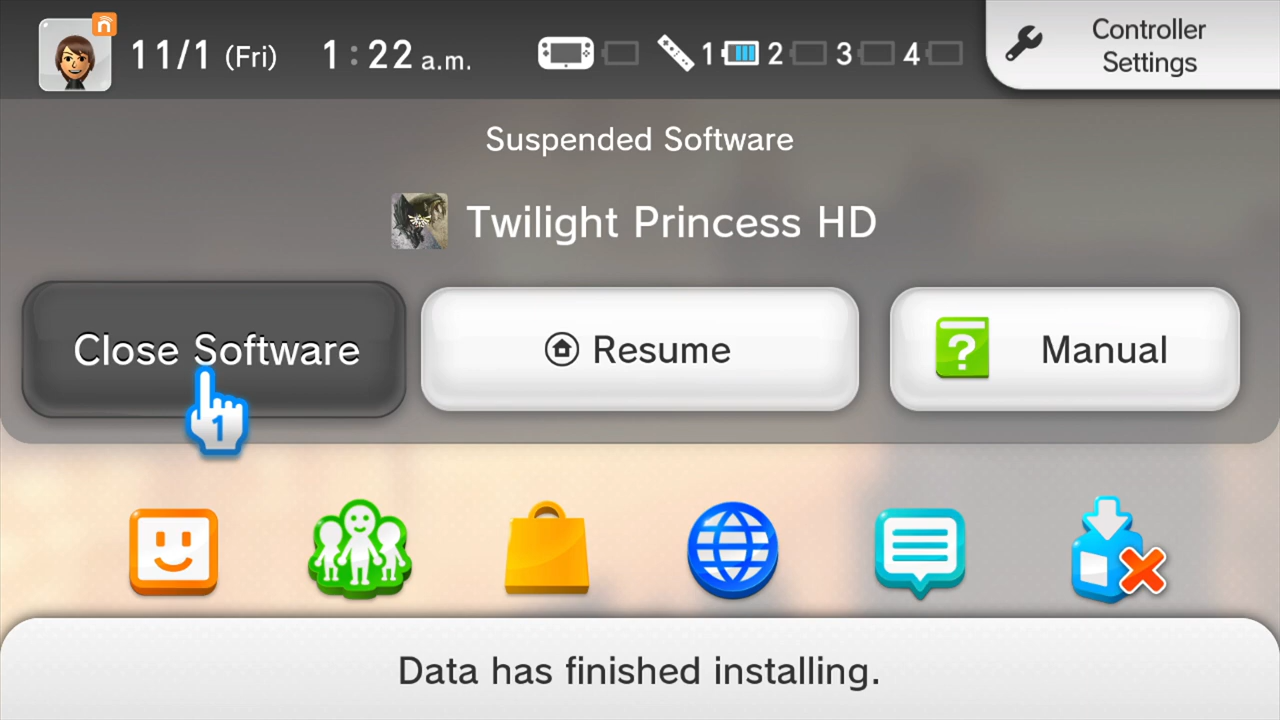 11/1 (Fri) 1:22 a.m. 1 2 3 4
Controller
Settings
Suspended Software
Twilight Princess HD
Close Software
Resume
? Manual
1
Data has finished installing.